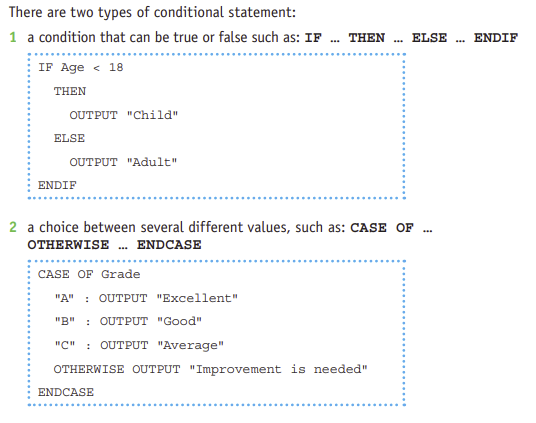 There are two types of conditional statement:
1 a condition that can be true or false such as: IF … THEN … ELSE … ENDIF
IF Age < 18
THEN
OUTPUT "Child"
ELSE
OUTPUT "Adult"
ENDIF
2 a choice between several different values, such as: CASE OF …
OTHERWISE … ENDCASE
CASE OF Grade
"A" : OUTPUT "Excellent"
"B" : OUTPUT "Good"
"C" : OUTPUT "Average"
OTHERWISE OUTPUT "Improvement is needed"
ENDCASE